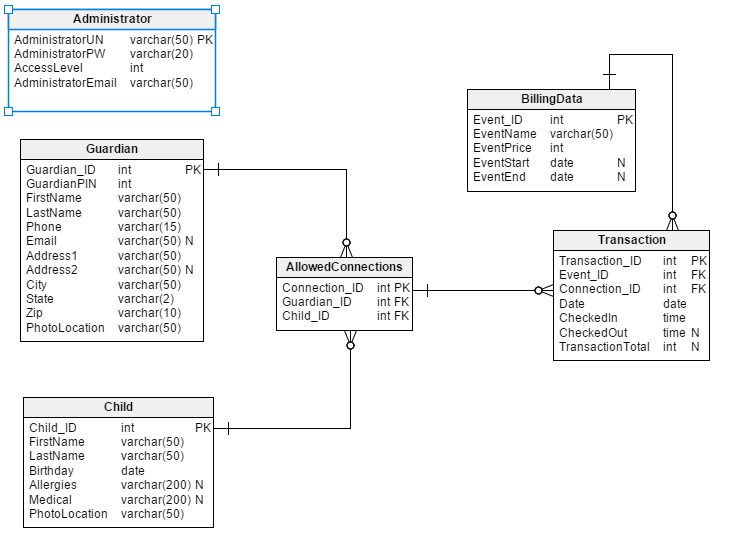 Administrator
AdministratorUN varchar(50) PK
AdministratorPW varchar(20)
AccessLevel int
AdministratorEmail varchar(50)
BillingData
Event_ID int PK
EventName varchar(50)
EventPrice int
EventStart date N
EventEnd date N
Guardian
Guardian_ID int PK
GuardianPIN int
FirstName varchar(50)
LastName varchar(50)
Phone varchar(15)
Email varchar(50) N
Address1 varchar(50)
Address2 varchar(50) N
City varchar(50)
State varchar(2)
Zip varchar(10)
PhotoLocation varchar(50)
AllowedConnections
Connection_ID int PK
Guardian_ID int FK
Child_ID int FK
Transaction
Transaction_ID int PK
Event_ID int FK
Connection_ID int FK
Date date
CheckedIn time
CheckedOut time N
TransactionTotal int N
Child
Child_ID int PK
FirstName varchar(50)
LastName varchar(50)
Birthday date
Allergies varchar(200) N
Medical varchar(200) N
PhotoLocation varchar(50)